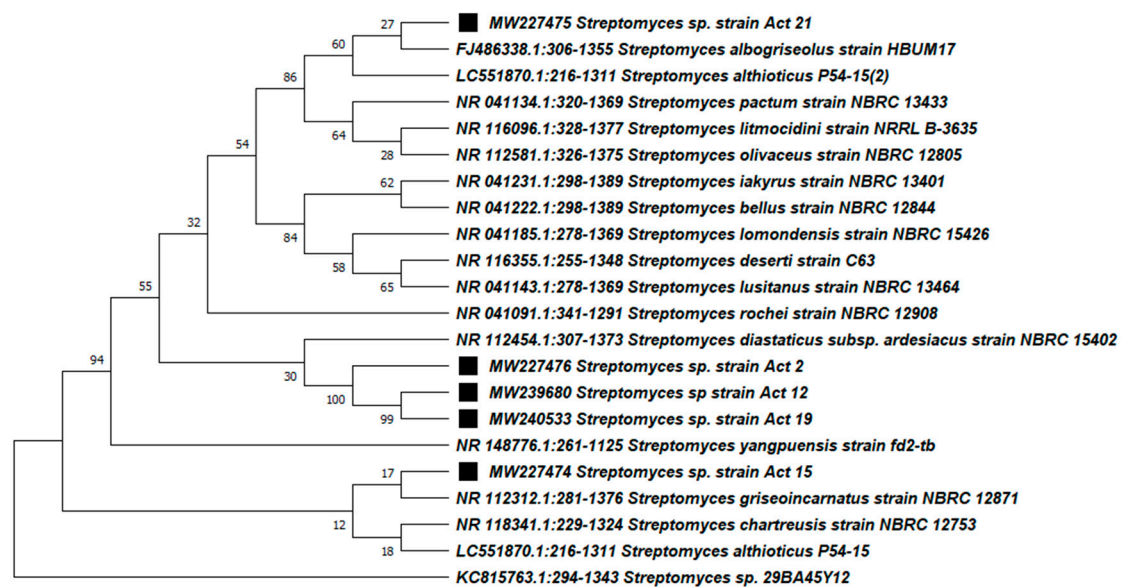 27
MW227475 Streptomyces sp. strain Act 21
60
FJ486338.1:306-1355 Streptomyces albogriseolus strain HBUM17
86
LC551870.1:216-1311 Streptomyces althioticus P54-15(2)
NR 041134.1:320-1369 Streptomyces pactum strain NBRC 13433
64
NR 116096.1:328-1377 Streptomyces litmocidini strain NRRL B-3635
54
28
NR 112581.1:326-1375 Streptomyces olivaceus strain NBRC 12805
62
NR 041231.1:298-1389 Streptomyces iakyrus strain NBRC 13401
NR 041222.1:298-1389 Streptomyces bellus strain NBRC 12844
32
84
NR 041185.1:278-1369 Streptomyces lomondensis strain NBRC 15426
58
NR 116355.1:255-1348 Streptomyces deserti strain C63
65
NR 041143.1:278-1369 Streptomyces lusitanus strain NBRC 13464
55
NR 041091.1:341-1291 Streptomyces rochei strain NBRC 12908
NR 112454.1:307-1373 Streptomyces diastaticus subsp. ardesiacus strain NBRC 15402
94
30
MW227476 Streptomyces sp. strain Act 2
100
MW239680 Streptomyces sp strain Act 12
99
MW240533 Streptomyces sp. strain Act 19
NR 148776.1:261-1125 Streptomyces yangpuensis strain fd2-tb
17
MW227474 Streptomyces sp. strain Act 15
NR 112312.1:281-1376 Streptomyces griseoincarnatus strain NBRC 12871
12
NR 118341.1:229-1324 Streptomyces chartreusis strain NBRC 12753
18
LC551870.1:216-1311 Streptomyces althioticus P54-15
KC815763.1:294-1343 Streptomyces sp. 29BA45Y12